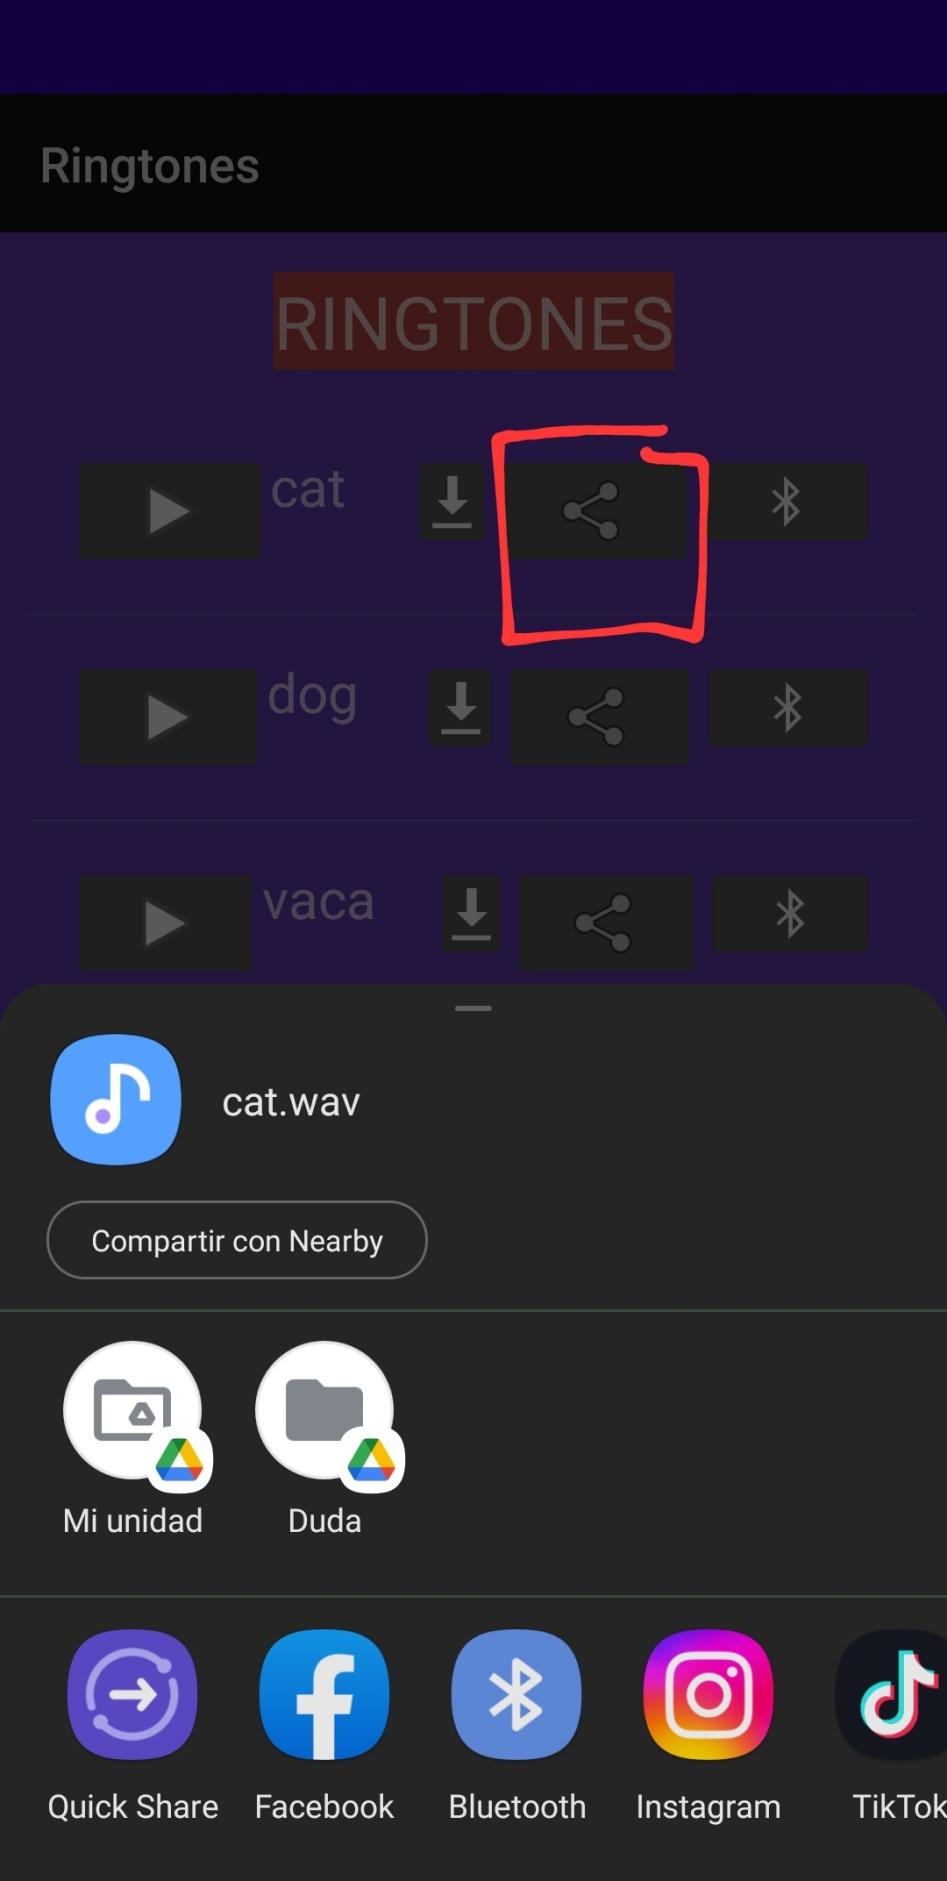 Ringtones
RINGTONES
cat
dog
vaca
cat.wav
Compartir con Nearby
Mi unidad
Duda
Quick Share
Facebook
Bluetooth
Instagram
TikTok